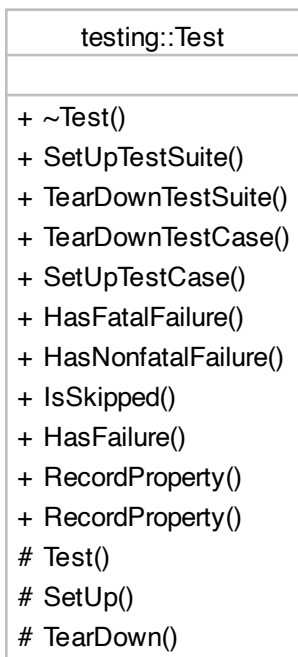 testing::Test
+ ~Test()
+ SetUpTestSuite()
+ TearDownTestSuite()
+ TearDownTestCase()
+ SetUpTestCase()
+ HasFatalFailure()
+ HasNonfatalFailure()
+ IsSkipped()
+ HasFailure()
+ RecordProperty()
+ RecordProperty()
# Test()
# SetUp()
# TearDown()